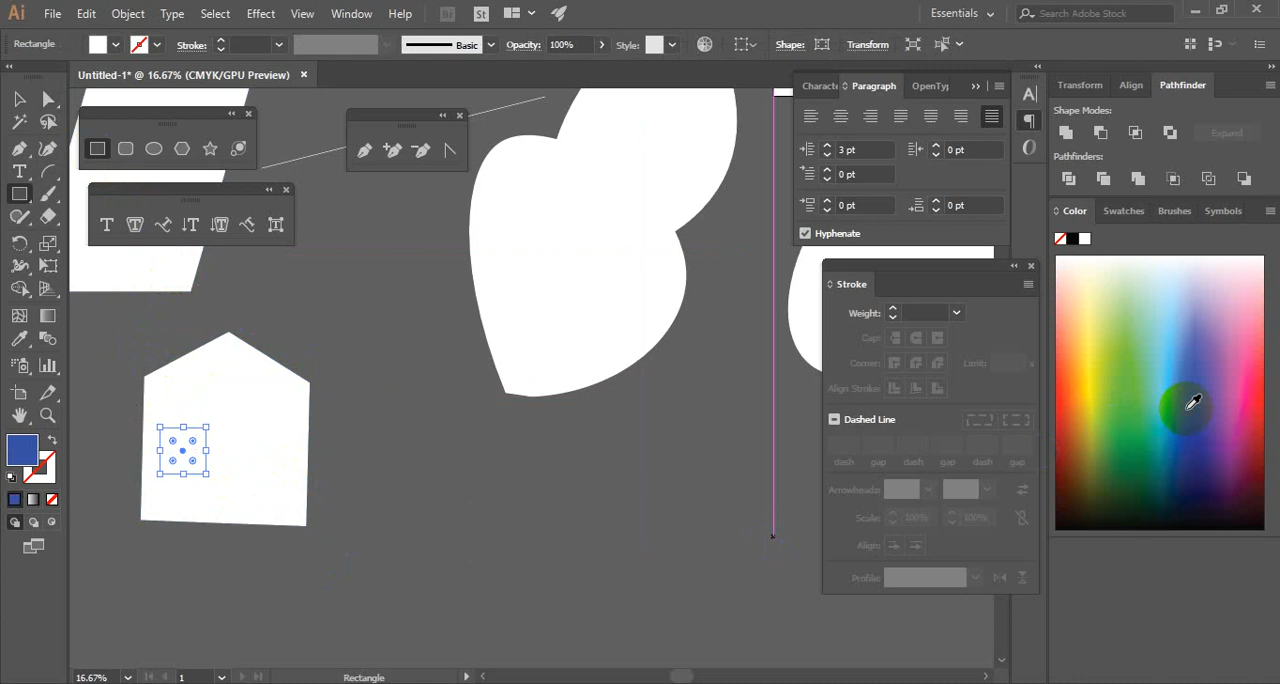 Ai File Edit Object Type Select Effect View Window Help Br St Essentials Search Adobe Stock
Rectangle Stroke: Basic Opacity: 100% Style: Shape: Transform
Untitled-1* @ 16.67% (CMYK/GPU Preview)
Characte Paragraph OpenTyp
3 pt 0 pt
0 pt
0 pt 0 pt
Hyphenate
Stroke
Weight:
Cap:
Corner: Limit: x
Align Stroke:
Dashed Line
dash gap dash gap dash gap
Arrowheads:
Scale: 100% 100%
Align:
Profile:
Transform Align Pathfinder
Shape Modes:
Expand
Pathfinders:
Color Swatches Brushes Symbols
16.67% 1 Rectangle